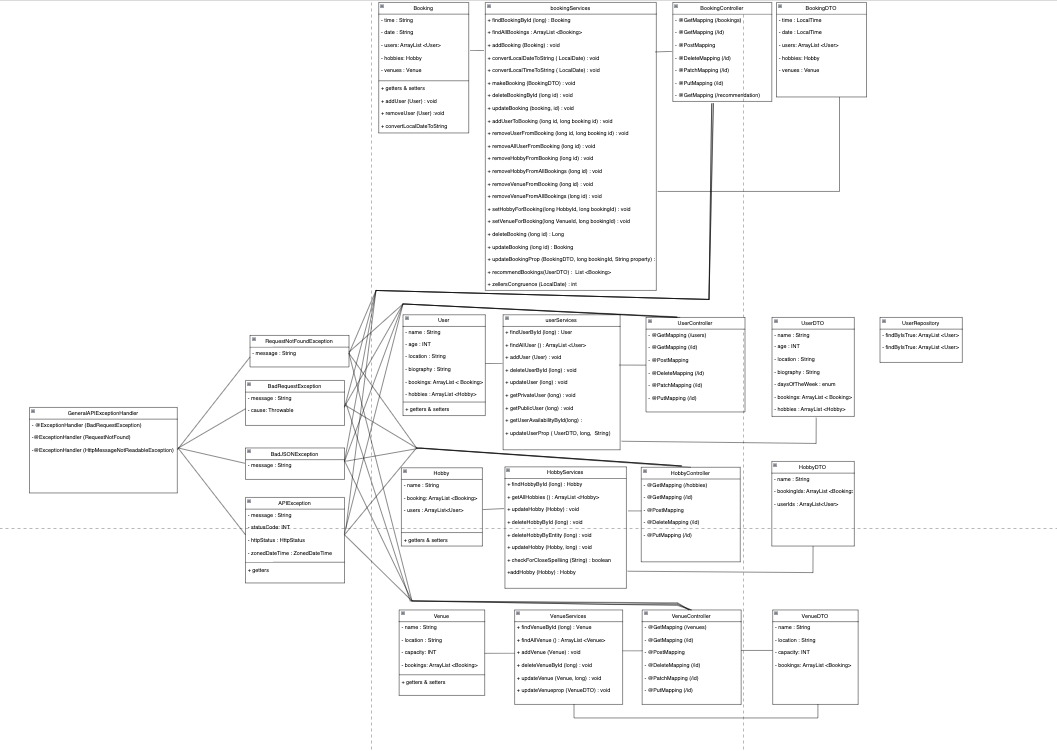 Booking
- time : String
- date : String
- users: ArrayList <User>
- hobbies: Hobby
- venues : Venue
+ getters & setters
+ addUser (User) : void
+ removeUser (User) :void
+ convertLocalDateToString
bookingServices
+ findBookingById (long) : Booking
+ findAllBookings : ArrayList <Booking>
+ addBooking (Booking) : void
+ convertLocalDateToString ( LocalDate) : void
+ convertLocalTimeToString ( LocalDate) : void
+ makeBooking (BookingDTO) : void
+ deleteBookingById (long id) : void
+ updateBooking (booking, id) : void
+ addUserToBooking (long id, long booking id) : void
+ removeUserFromBooking (long id, long booking id) : void
+ removeAllUserFromBooking (long id) : void
+ removeHobbyFromBooking (long id) : void
+ removeHobbyFromAllBookings (long id) : void
+ removeVenueFromBooking (long id) : void
+ removeVenueFromAllBookings (long id) : void
+ setHobbyForBooking(long HobbyId, long bookingId) : void
+ setVenueForBooking(long VenueId, long bookingId) : void
+ deleteBooking (long id) : Long
+ updateBooking (long id) : Booking
+ updateBookingProp (BookingDTO, long bookingId, String property) :
+ recommendBookings(UserDTO) : List <Booking>
+ zellersCongruence (LocalDate) : int
BookingController
- @GetMapping (/bookings)
- @GetMapping (/id)
- @PostMapping
- @DeleteMapping (/id)
- @PatchMapping (/id)
- @PutMapping (/id)
- @GetMapping (/recommendation)
BookingDTO
- time : LocalTime
- date : LocalTime
- users: ArrayList <User>
- hobbies: Hobby
- venues : Venue
GeneralAPIExceptionHandler
- @ExceptionHandler (BadRequestException)
-@ExceptionHandler (RequestNotFound)
-@ExceptionHandler (HttpMessageNotReadableException)
RequestNotFoundException
- message : String
BadRequestException
- message : String
- cause: Throwable
BadJSONException
- message : String
APIException
- message : String
- statusCode: INT
- httpStatus : HttpStatus
- zonedDateTime : ZonedDateTime
+ getters
User
- name : String
- age : INT
- location : String
- biography : String
- bookings: ArrayList < Booking>
- hobbies : ArrayList <Hobby>
+ getters & setters
userServices
+ findUserById (long) : User
+ findAllUser () : ArrayList <User>
+ addUser (User) : void
+ deleteUserById (long) : void
+ updateUser (long) : void
+ getPrivateUser (long) : void
+ getPublicUser (long) : void
+ getUserAvailabilityById(long) :
+ updateUserProp ( UserDTO, long, String)
UserController
- @GetMapping (/users)
- @GetMapping (/id)
- @PostMapping
- @DeleteMapping (/id)
- @PatchMapping (/id)
- @PutMapping (/id)
UserDTO
- name : String
- age : INT
- location : String
- biography : String
- daysOfTheWeek : enum
- bookings: ArrayList < Booking>
- hobbies : ArrayList <Hobby>
UserRepository
- findByIsTrue: ArrayList <User>
- findByIsTrue: ArrayList <User>
Hobby
- name : String
- booking: ArrayList <Booking>
- users : ArrayList<User>
+ getters & setters
HobbyServices
+ findHobbyById (long) : Hobby
+ getAllHobbies () : ArrayList <Hobby>
+ updateHobby (Hobby) : void
+ deleteHobbyById (long) : void
+ deleteHobbyByEntity (long) : void
+ updateHobby (Hobby, long) : void
+ checkForCloseSpelling (String) : boolean
+addHobby (Hobby) : Hobby
HobbyController
- @GetMapping (/hobbies)
- @GetMapping (/id)
- @PostMapping
- @DeleteMapping (/id)
- @PutMapping (/id)
HobbyDTO
- name : String
- bookingIds: ArrayList <Booking:
- userIds: ArrayList<User>
Venue
- name : String
- location : String
- capacity: INT
- bookings: ArrayList <Booking>
+ getters & setters
VenueServices
+ findVenueById (long) : Venue
+ findAllVenue () : ArrayList <Venue>
+ addVenue (Venue) : void
+ deleteVenueById (long) : void
+ updateVenue (Venue, long) : void
+ updateVenueprop (VenueDTO) : void
VenueController
- @GetMapping (/venues)
- @GetMapping (/id)
- @PostMapping
- @DeleteMapping (/id)
- @PatchMapping (/id)
- @PutMapping (/id)
VenueDTO
- name : String
- location : String
- capacity: INT
- bookings: ArrayList <Booking>